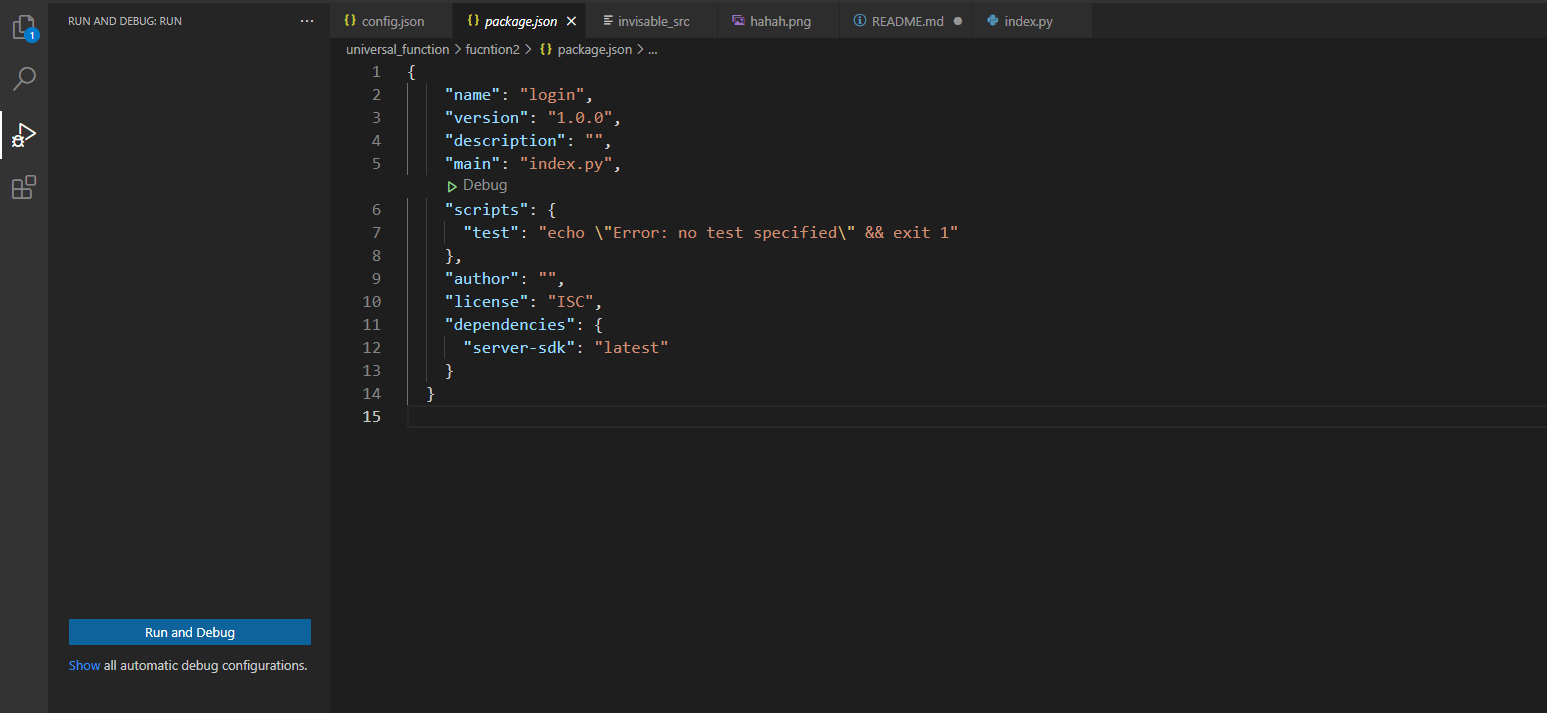 1
RUN AND DEBUG: RUN ...
config.json package.json invisable_src hahah.png README.md index.py
universal_function > fucntion2 > {} package.json > ...
1 {
2 "name": "login",
3 "version": "1.0.0",
4 "description": "",
5 "main": "index.py",
Debug
6 "scripts": {
7 "test": "echo \"Error: no test specified\" && exit 1"
8 },
9 "author": "",
10 "license": "ISC",
11 "dependencies": {
12 "server-sdk": "latest"
13 }
14 }
15
Run and Debug
Show all automatic debug configurations.